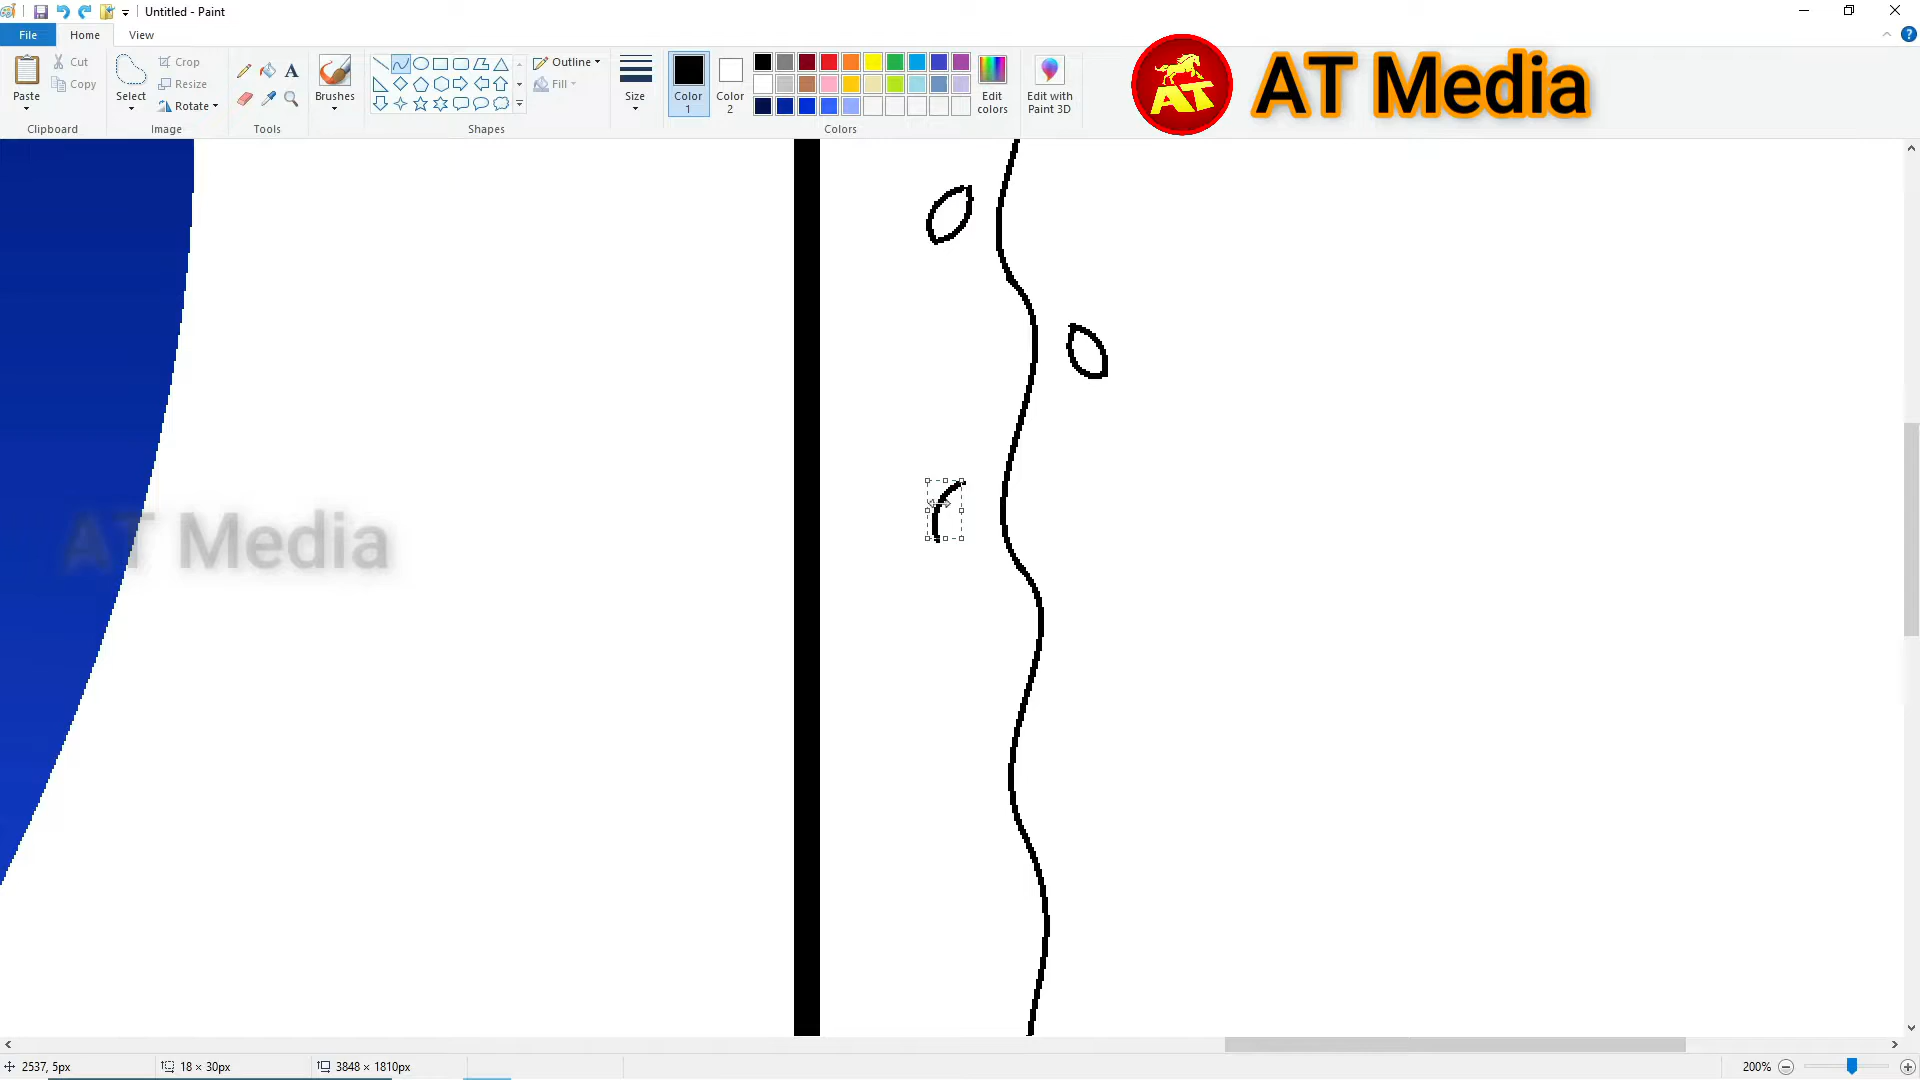 Untitled - Paint
File Home View
Paste Cut Copy
Select Crop Resize Rotate
Brushes
Outline Fill
Size
Color 1
Color 2
Edit colors
Edit with Paint 3D
Clipboard Image Tools Shapes Colors
AT
AT Media
AT Media
2537, 5px 18 × 30px 3848 × 1810px 200%